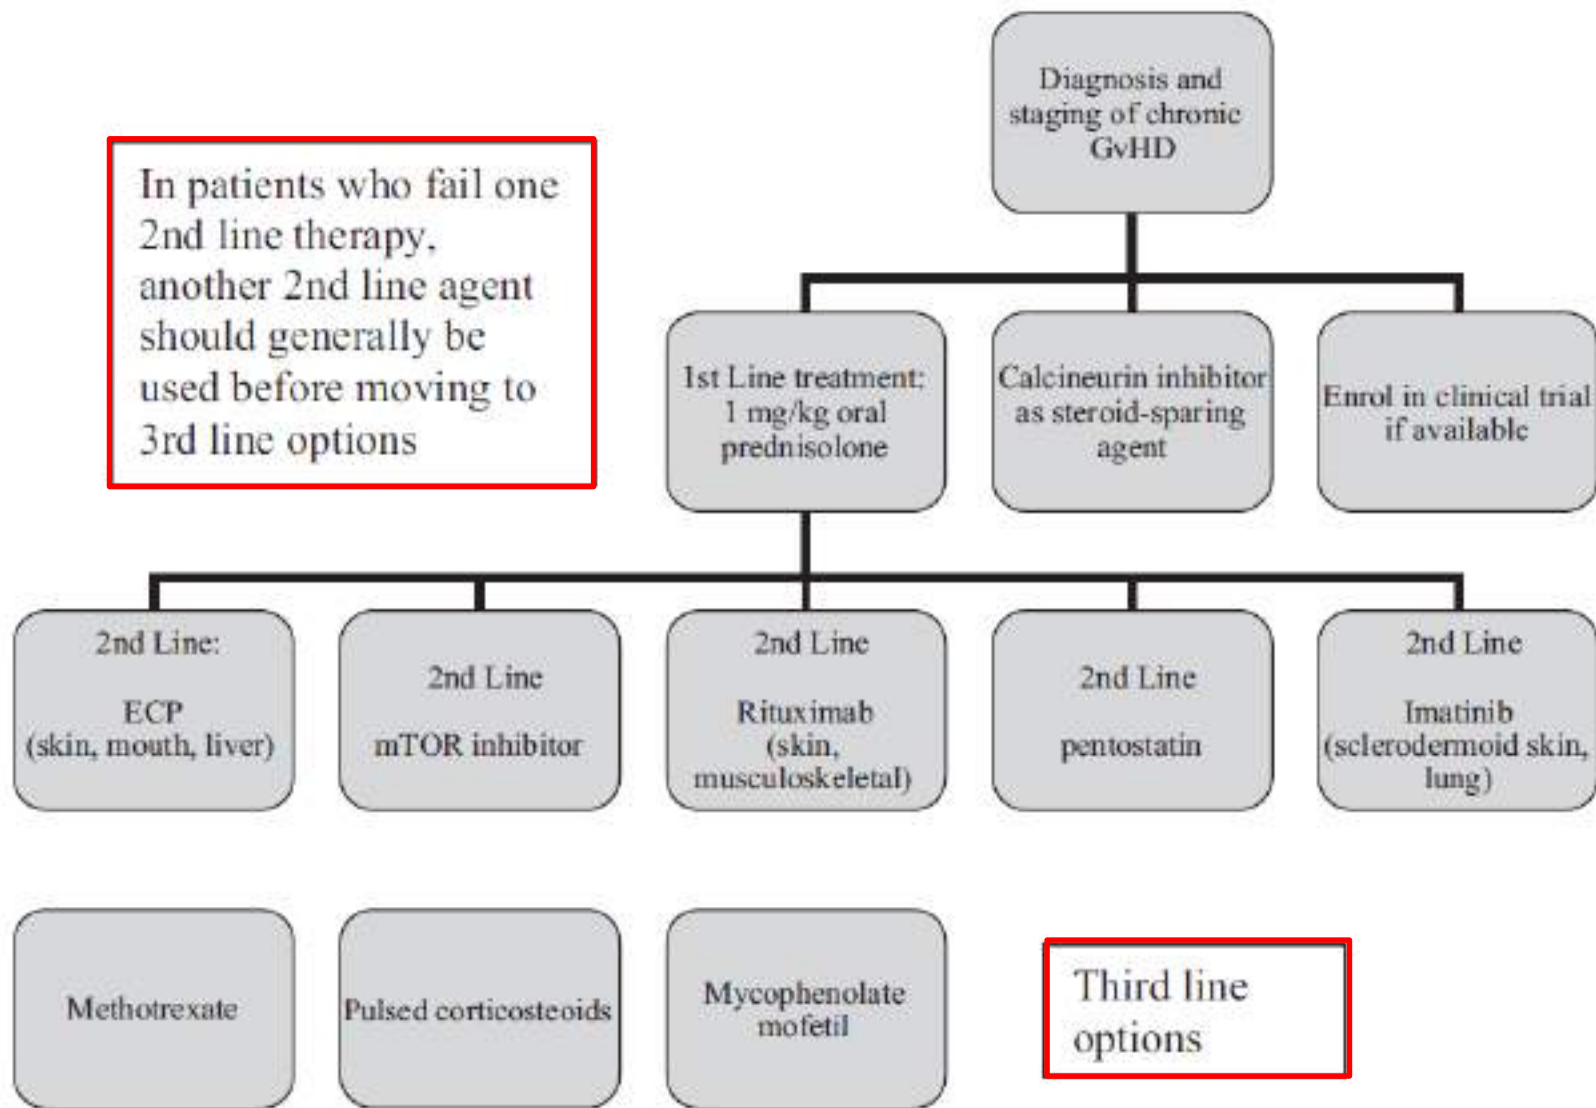 Diagnosis and
staging of chronic
GvHD
In patients who fail one
2nd line therapy,
another 2nd line agent
should generally be
used before moving to
3rd line options
1st Line treatment:
1 mg/kg oral
prednisolone
Calcineurin inhibitor
as steroid-sparing
agent
Enrol in clinical trial
if available
2nd Line:
ECP
(skin, mouth, liver)
2nd Line
mTOR inhibitor
2nd Line
Rituximab
(skin,
musculoskeletal)
2nd Line
pentostatin
2nd Line
Imatinib
(sclerodermoid skin,
lung)
Methotrexate
Pulsed corticosteoids
Mycophenolate
mofetil
Third line
options